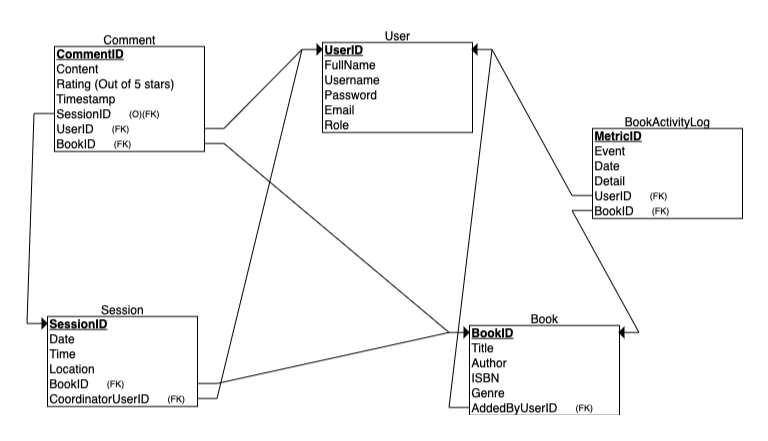 Comment
CommentID
Content
Rating (Out of 5 stars)
Timestamp
SessionID (O)(FK)
UserID (FK)
BookID (FK)
User
UserID
FullName
Username
Password
Email
Role
BookActivityLog
MetricID
Event
Date
Detail
UserID (FK)
BookID (FK)
Session
SessionID
Date
Time
Location
BookID (FK)
CoordinatorUserID (FK)
Book
BookID
Title
Author
ISBN
Genre
AddedByUserID (FK)